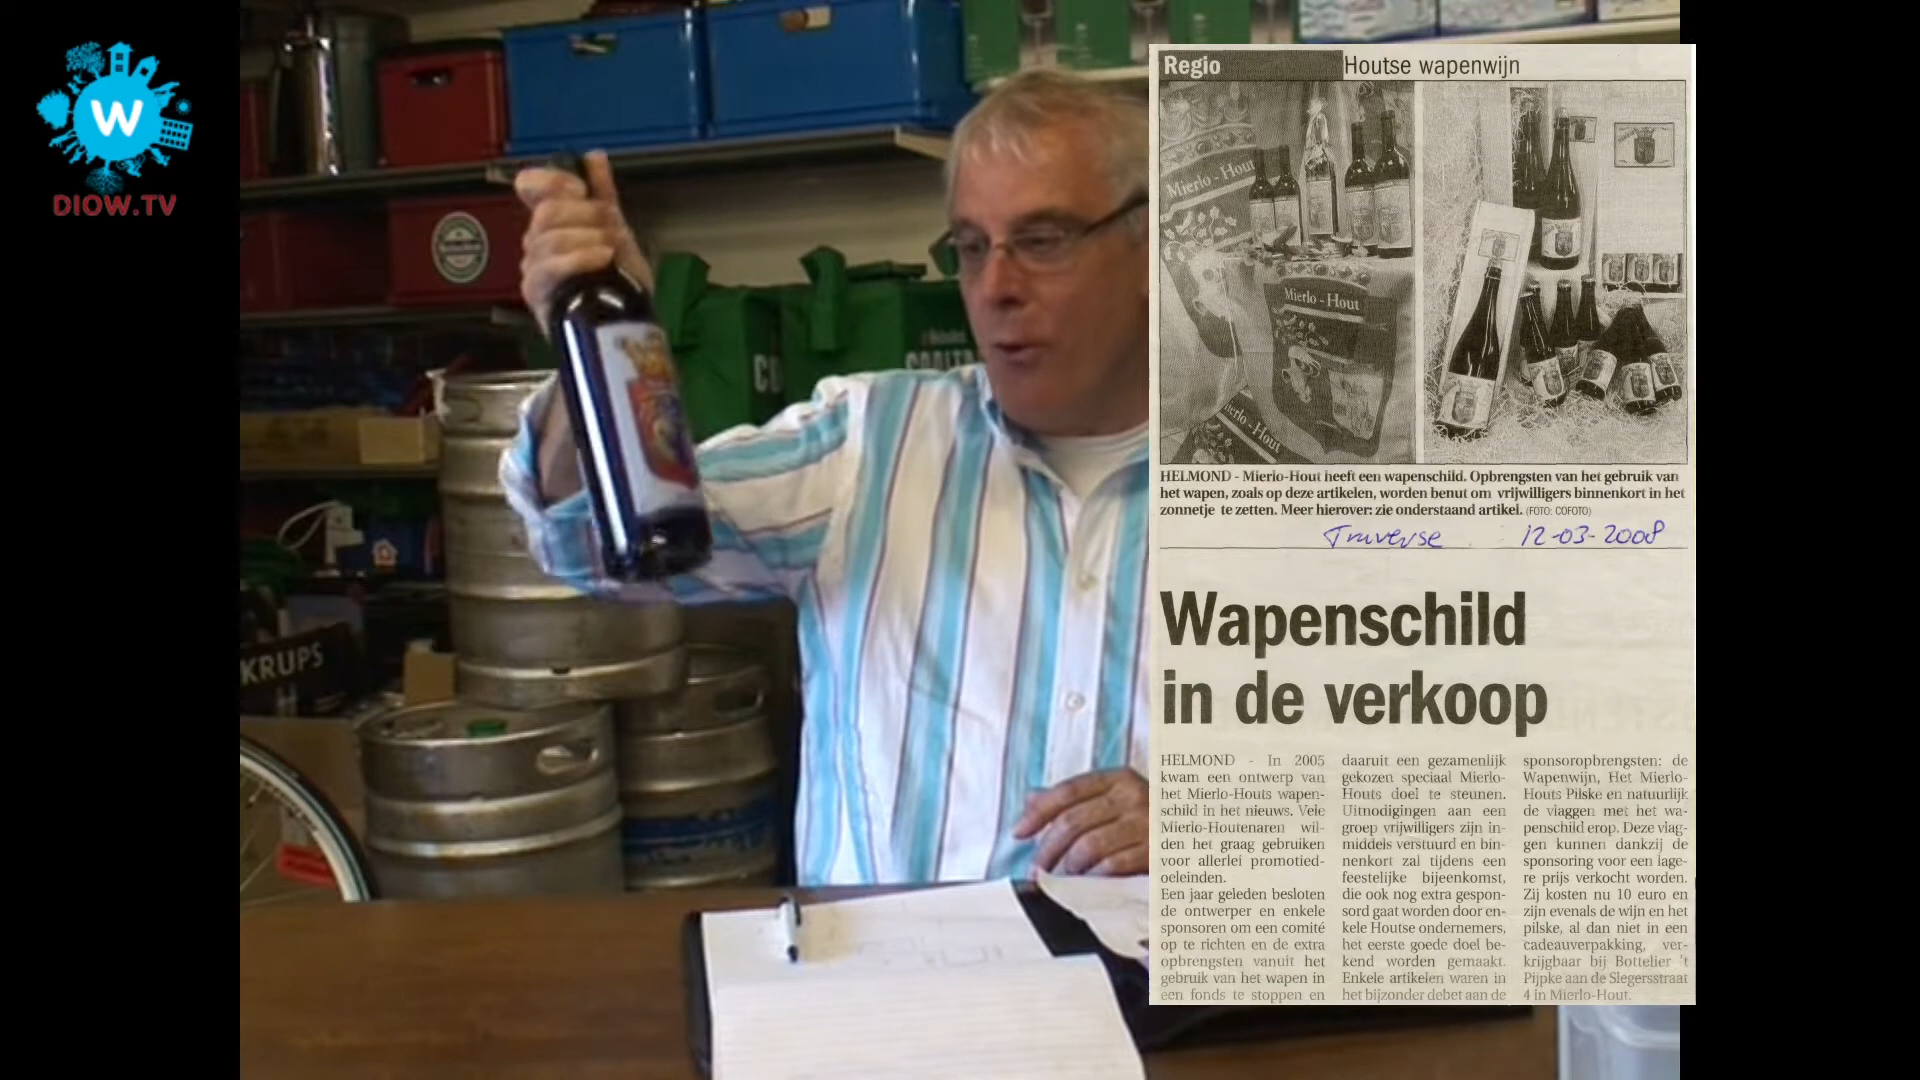 W
DIOW.TV
Heineken
KRUPS
Regio
Houtse wapenwijn
Mierlo - Hout
Mierlo - Hout
HELMOND - Mierlo-Hout heeft een wapenschild. Opbrengsten van het gebruik van
het wapen, zoals op deze artikelen, worden benut om vrijwilligers binnenkort in het
zonnetje te zetten. Meer hierover: zie onderstaand artikel. (FOTO: COFOTO)
Traverse 12-03-2008
Wapenschild
in de verkoop
HELMOND - In 2005
kwam een ontwerp van
het Mierlo-Houts wapen-
schild in het nieuws. Vele
Mierlo-Houtenaren wil-
den het graag gebruiken
voor allerlei promotied-
oeleinden.
Een jaar geleden besloten
de ontwerper en enkele
sponsoren om een comité
op te richten en de extra
opbrengsten vanuit het
gebruik van het wapen in
een fonds te stoppen en
daaruit een gezamenlijk
gekozen speciaal Mierlo-
Houts doel te steunen.
Uitnodigingen aan een
groep vrijwilligers zijn in-
middels verstuurd en bin-
nenkort zal tijdens een
feestelijke bijeenkomst,
die ook nog extra gespon-
sord gaat worden door en-
kele Houtse ondernemers,
het eerste goede doel be-
kend worden gemaakt.
Enkele artikelen waren in
het bijzonder debet aan de
sponsoropbrengsten: de
Wapenwijn, Het Mierlo-
Houts Pilske en natuurlijk
de vlaggen met het wa-
penschild erop. Deze vlag-
gen kunnen dankzij de
sponsoring voor een lage-
re prijs verkocht worden.
Zij kosten nu 10 euro en
zijn evenals de wijn en het
pilske, al dan niet in een
cadeauverpakking, ver-
krijgbaar bij Bottelier 't
Pijpke aan de Slegersstraat
4 in Mierlo-Hout.